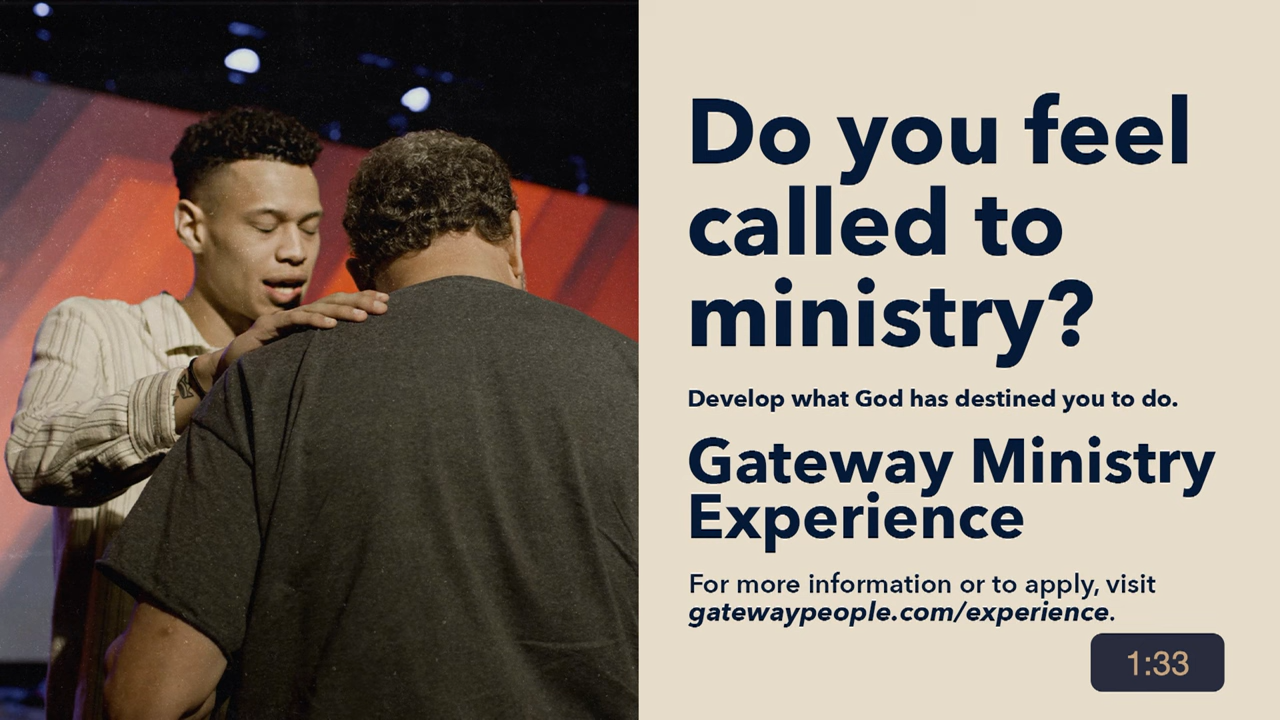 Do you feel
called to
ministry?
Develop what God has destined you to do.
Gateway Ministry
Experience
For more information or to apply, visit
gatewaypeople.com/experience.
1:33